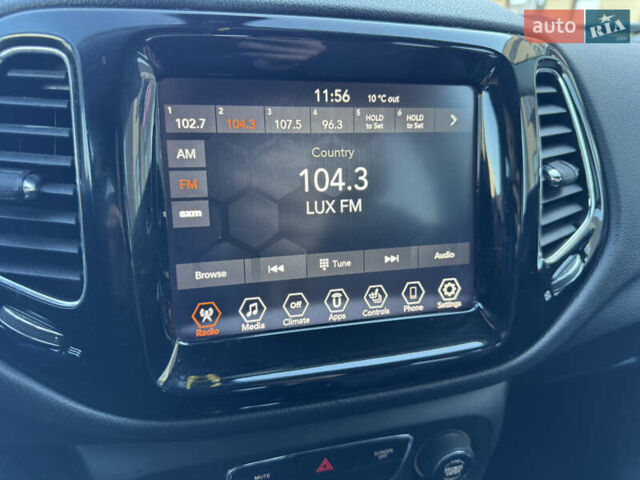 auto RIA
11:56 10°C out
1 2 3 4 5 6
102.7 104.3 107.5 96.3 HOLD to Set HOLD to Set
AM
Country
FM
104.3
sxm
LUX FM
Browse Tune Audio
Off
Radio Media Climate Apps Controls Phone Settings
MUTE
SCREEN OFF